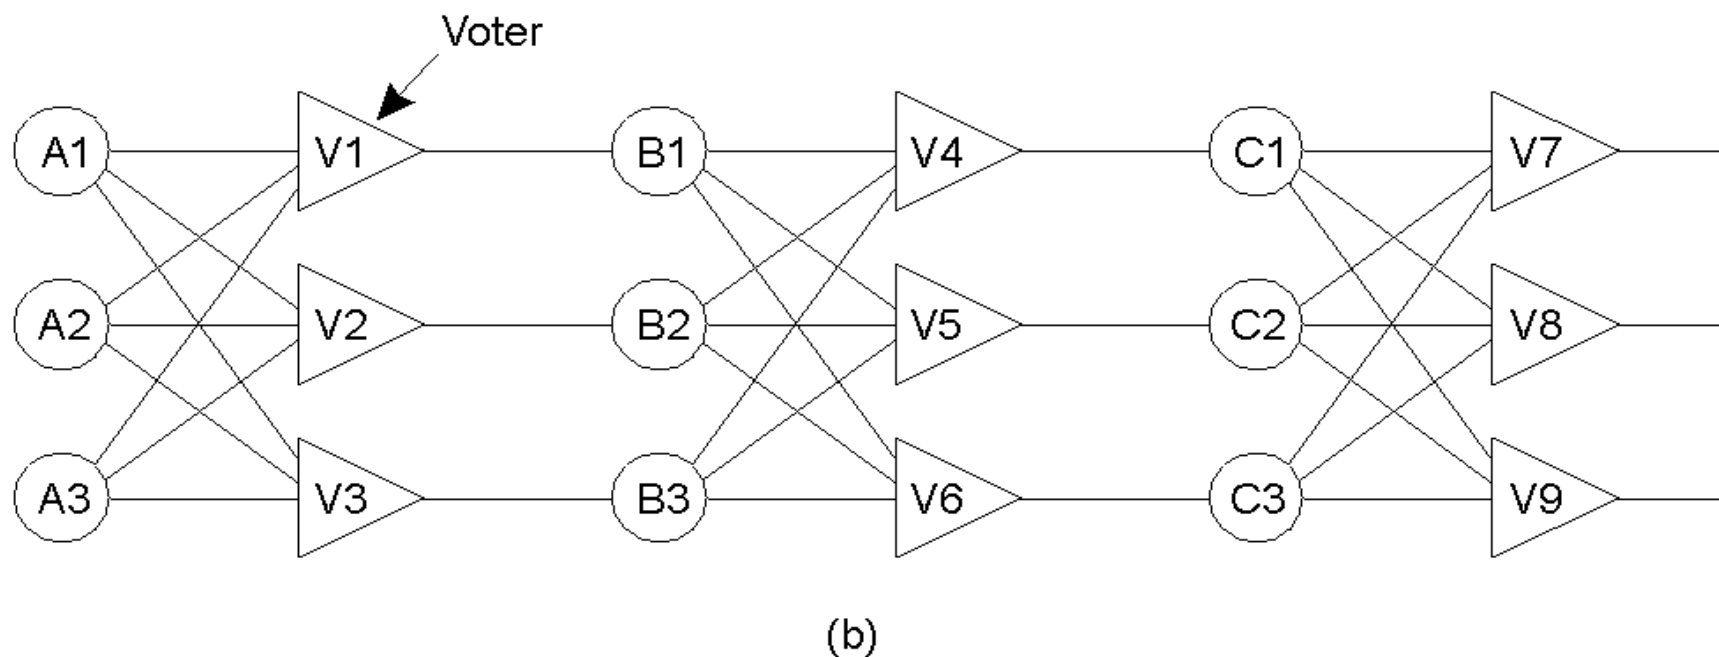 Voter
A1 V1 B1 V4 C1 V7
A2 V2 B2 V5 C2 V8
A3 V3 B3 V6 C3 V9
(b)